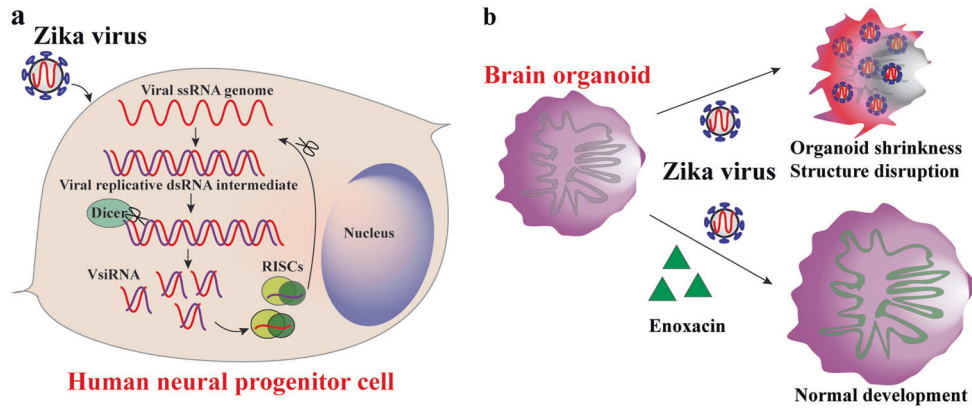 a
Zika virus
Viral ssRNA genome
Viral replicative dsRNA intermediate
Dicer
VsiRNA
RISCs
Nucleus
Human neural progenitor cell
b
Brain organoid
Zika virus
Enoxacin
Organoid shrinkness
Structure disruption
Normal development